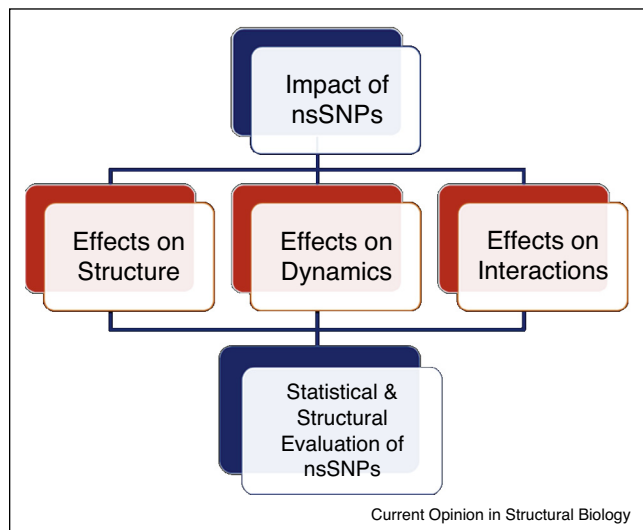 Impact of
nsSNPs
Effects on
Structure
Effects on
Dynamics
Effects on
Interactions
Statistical &
Structural
Evaluation of
nsSNPs
Current Opinion in Structural Biology